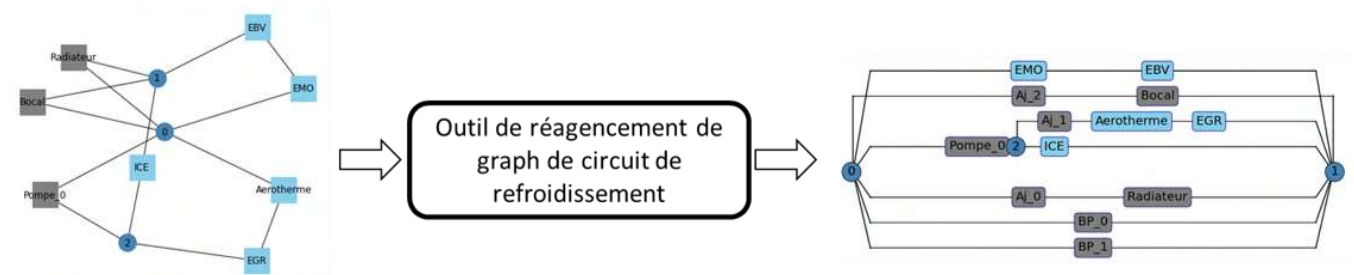 EBV
Radiateur
1
EMO
Bocal
0
ICE
Pompe_0
Aerotherme
2
EGR
Outil de réagencement de
graph de circuit de
refroidissement
EMO EBV
Aj_2 Bocal
Aj_1 Aerotherme EGR
Pompe_0 2 ICE
0 1
Aj_0 Radiateur
BP_0
BP_1